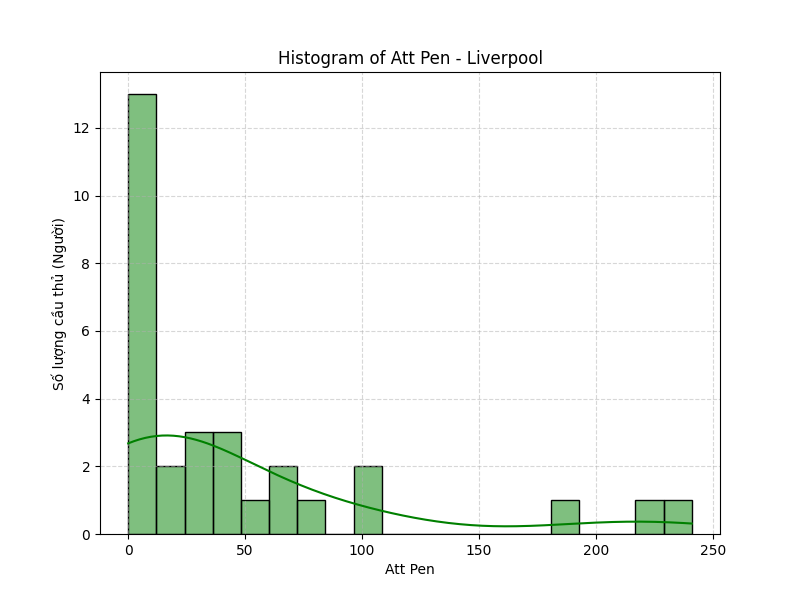 Histogram of Att Pen - Liverpool
Số lượng cầu thủ (Người)
12
10
8
6
4
2
0
0 50 100 150 200 250
Att Pen